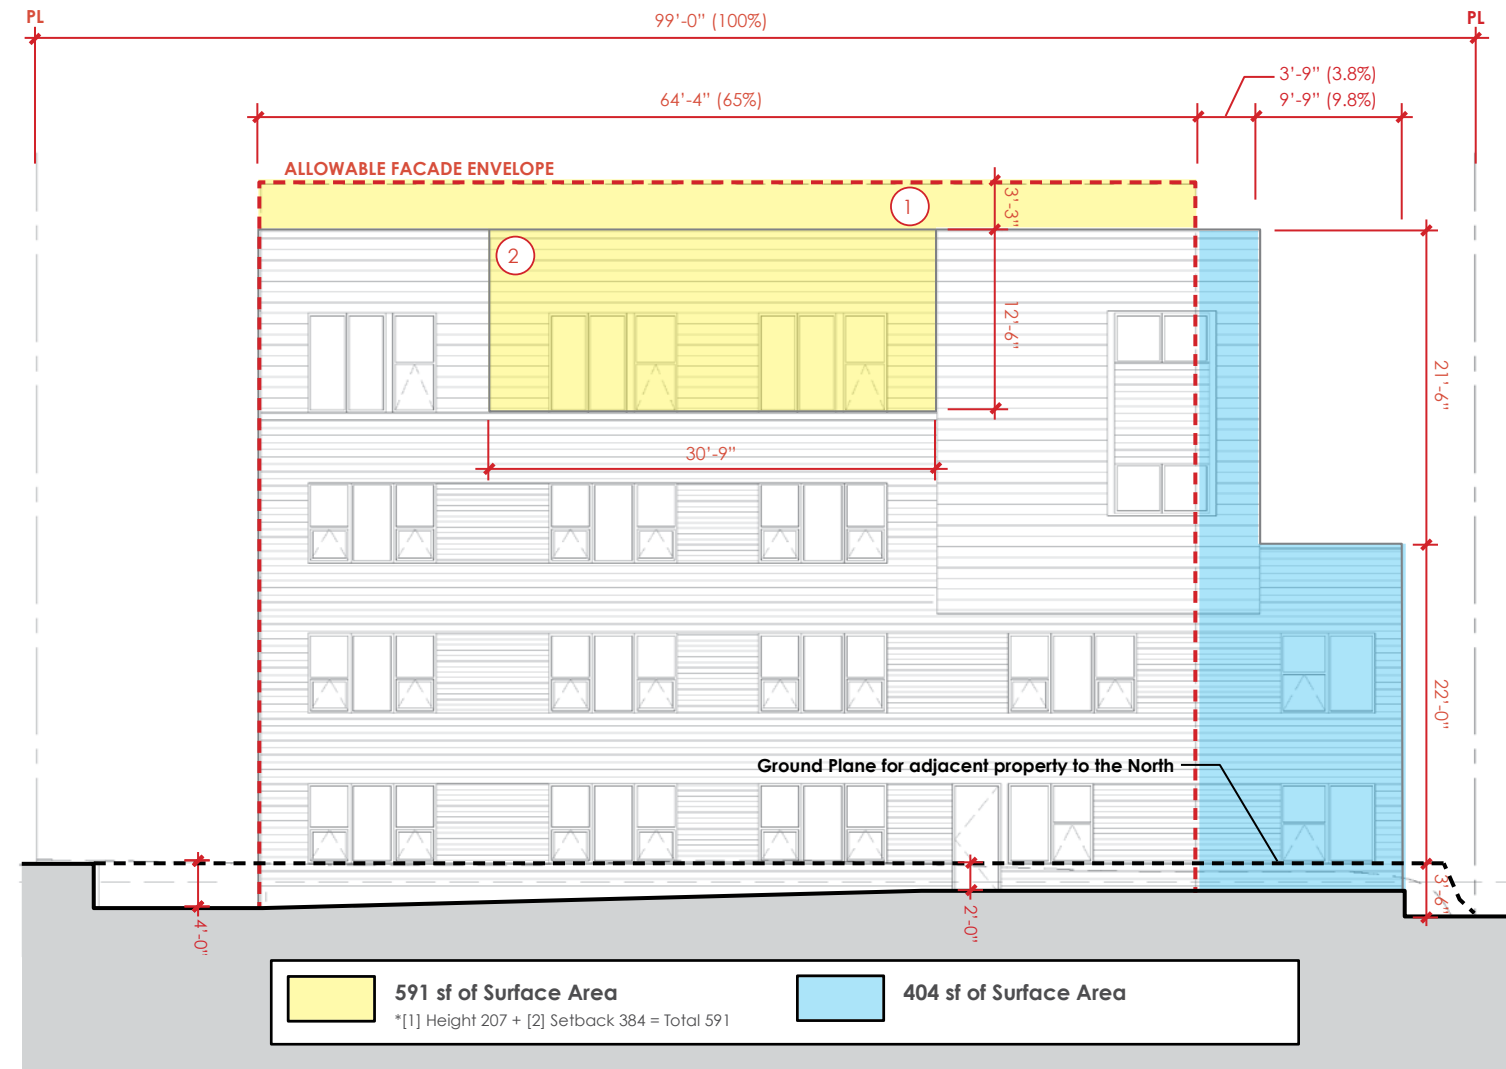 PL
99'-0" (100%)
PL
3'-9" (3.8%)
64'-4" (65%)
9'-9" (9.8%)
ALLOWABLE FACADE ENVELOPE
1
3'-3"
2
12'-6"
21'-6"
30'-9"
22'-0"
Ground Plane for adjacent property to the North
3'-6"
4'-0"
2'-0"
591 sf of Surface Area
*[1] Height 207 + [2] Setback 384 = Total 591
404 sf of Surface Area